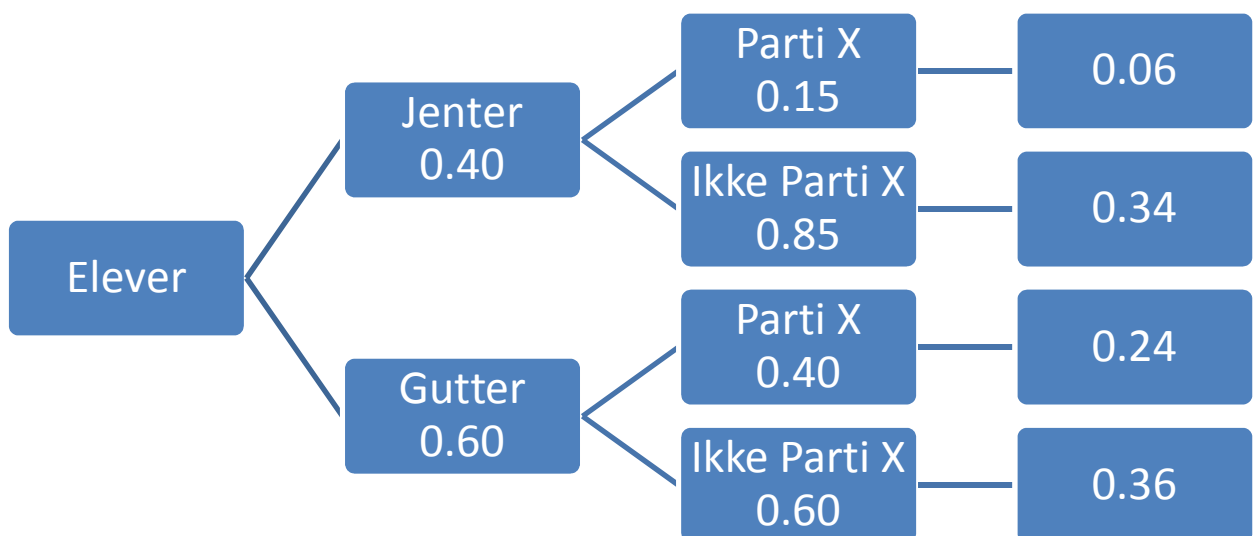 Elever
Jenter
0.40
Parti X
0.15
0.06
Ikke Parti X
0.85
0.34
Gutter
0.60
Parti X
0.40
0.24
Ikke Parti X
0.60
0.36